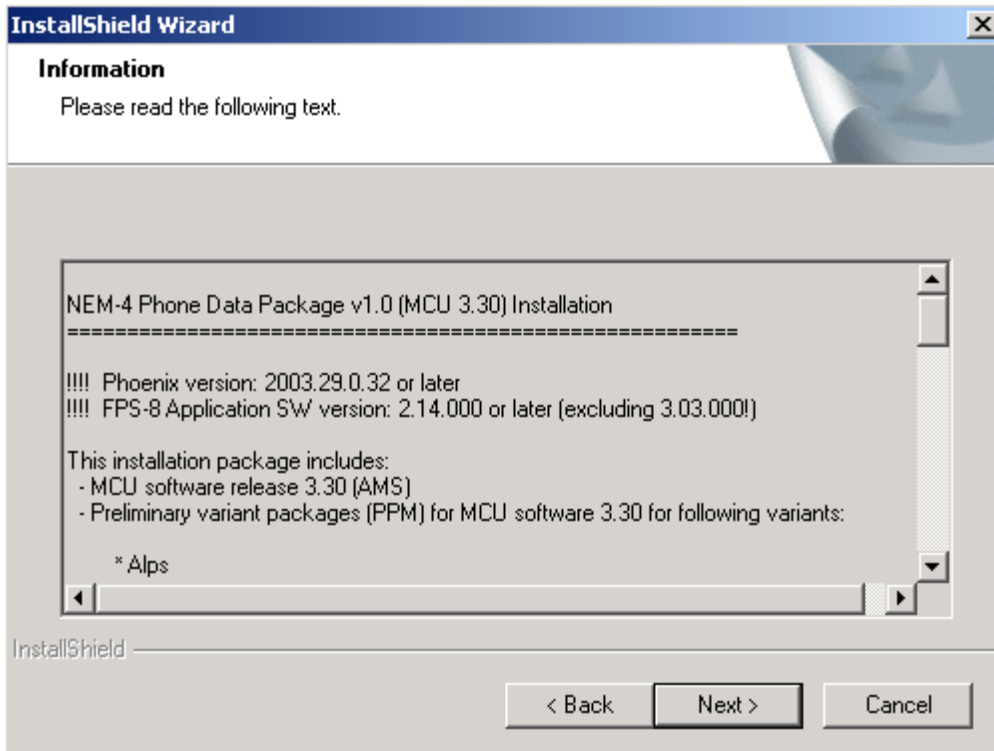 InstallShield Wizard
Information
Please read the following text.
NEM-4 Phone Data Package v1.0 (MCU 3.30) Installation
========================================================
!!!! Phoenix version: 2003.29.0.32 or later
!!!! FPS-8 Application SW version: 2.14.000 or later (excluding 3.03.000!)
This installation package includes:
- MCU software release 3.30 (AMS)
- Preliminary variant packages (PPM) for MCU software 3.30 for following variants:
* Alps
InstallShield
< Back Next > Cancel